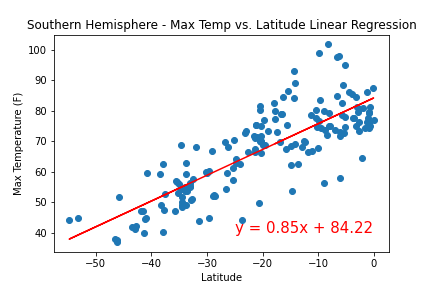 Southern Hemisphere - Max Temp vs. Latitude Linear Regression
100
90
80
70
60
50
40
Max Temperature (F)
y = 0.85x + 84.22
−50 −40 −30 −20 −10 0
Latitude